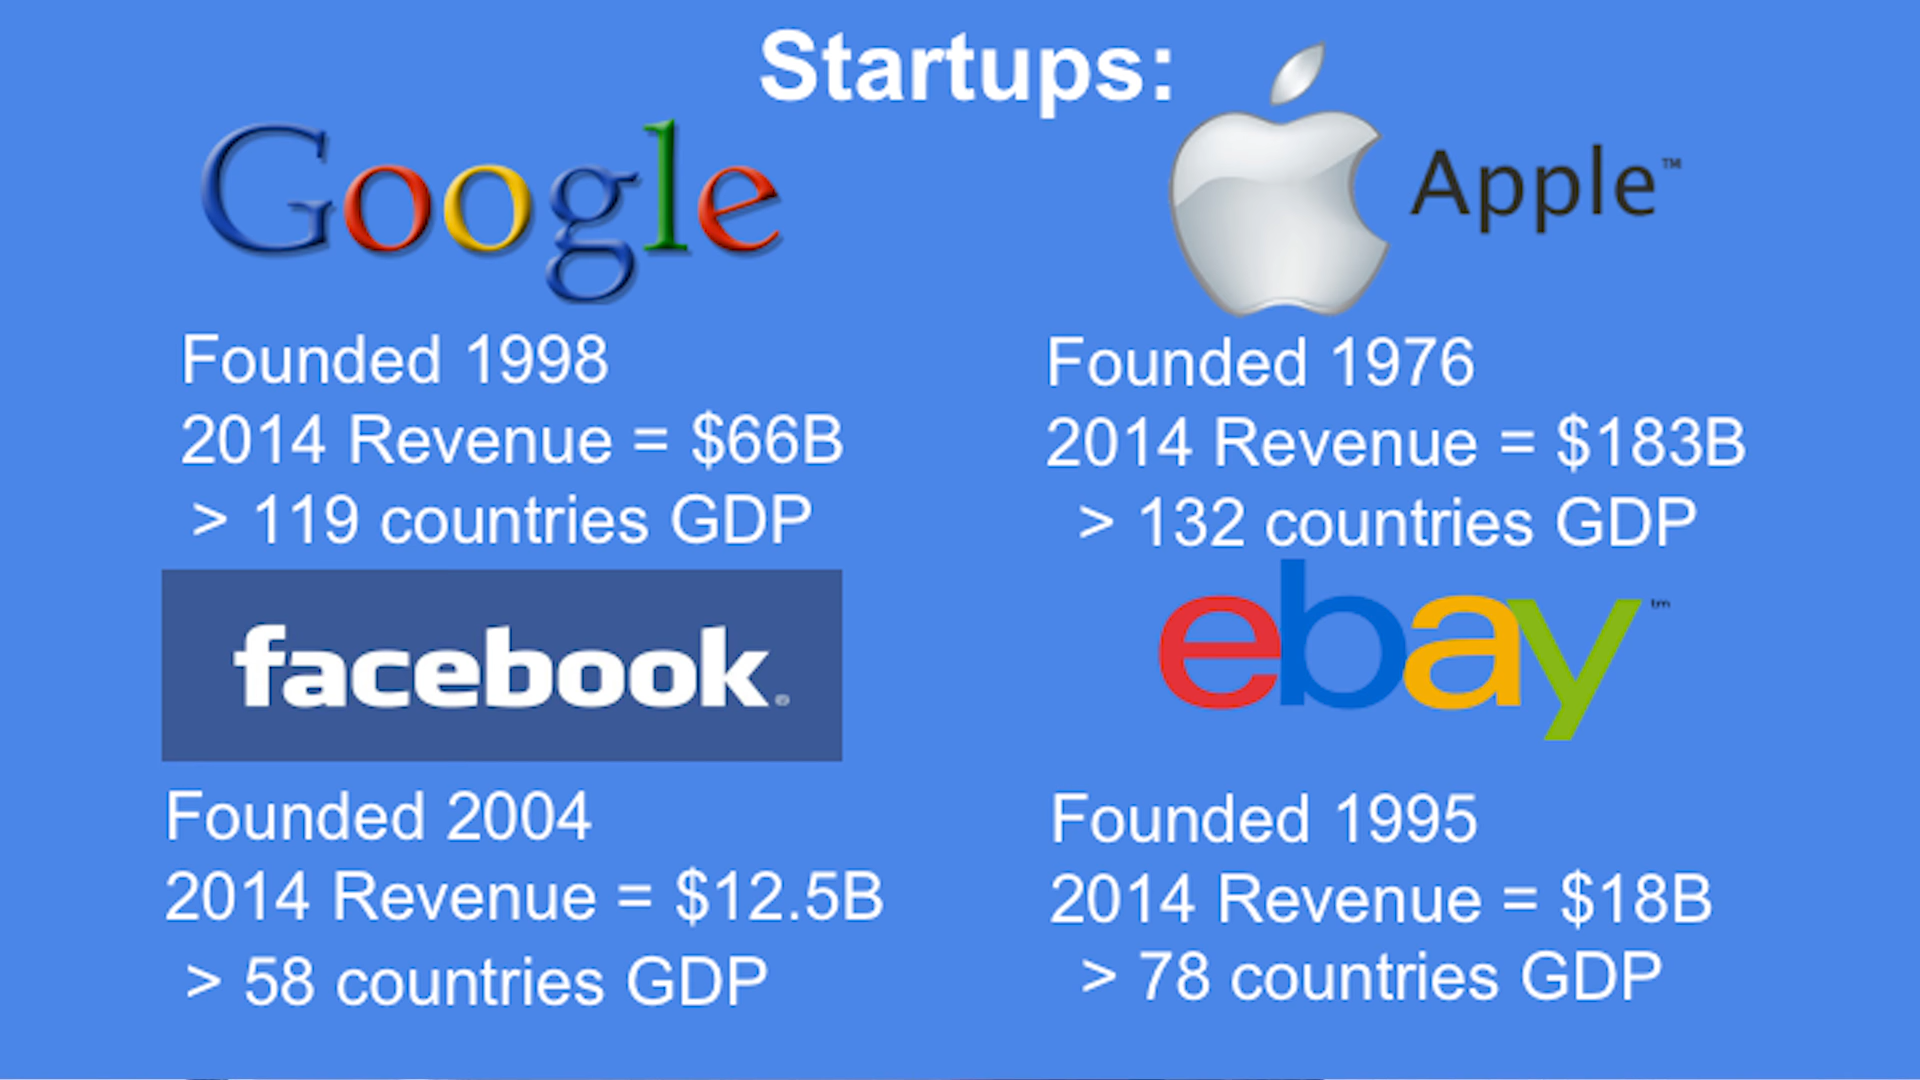 Startups:
Google
Founded 1998
2014 Revenue = $66B
> 119 countries GDP
Apple™
Founded 1976
2014 Revenue = $183B
> 132 countries GDP
facebook®
Founded 2004
2014 Revenue = $12.5B
> 58 countries GDP
ebay™
Founded 1995
2014 Revenue = $18B
> 78 countries GDP